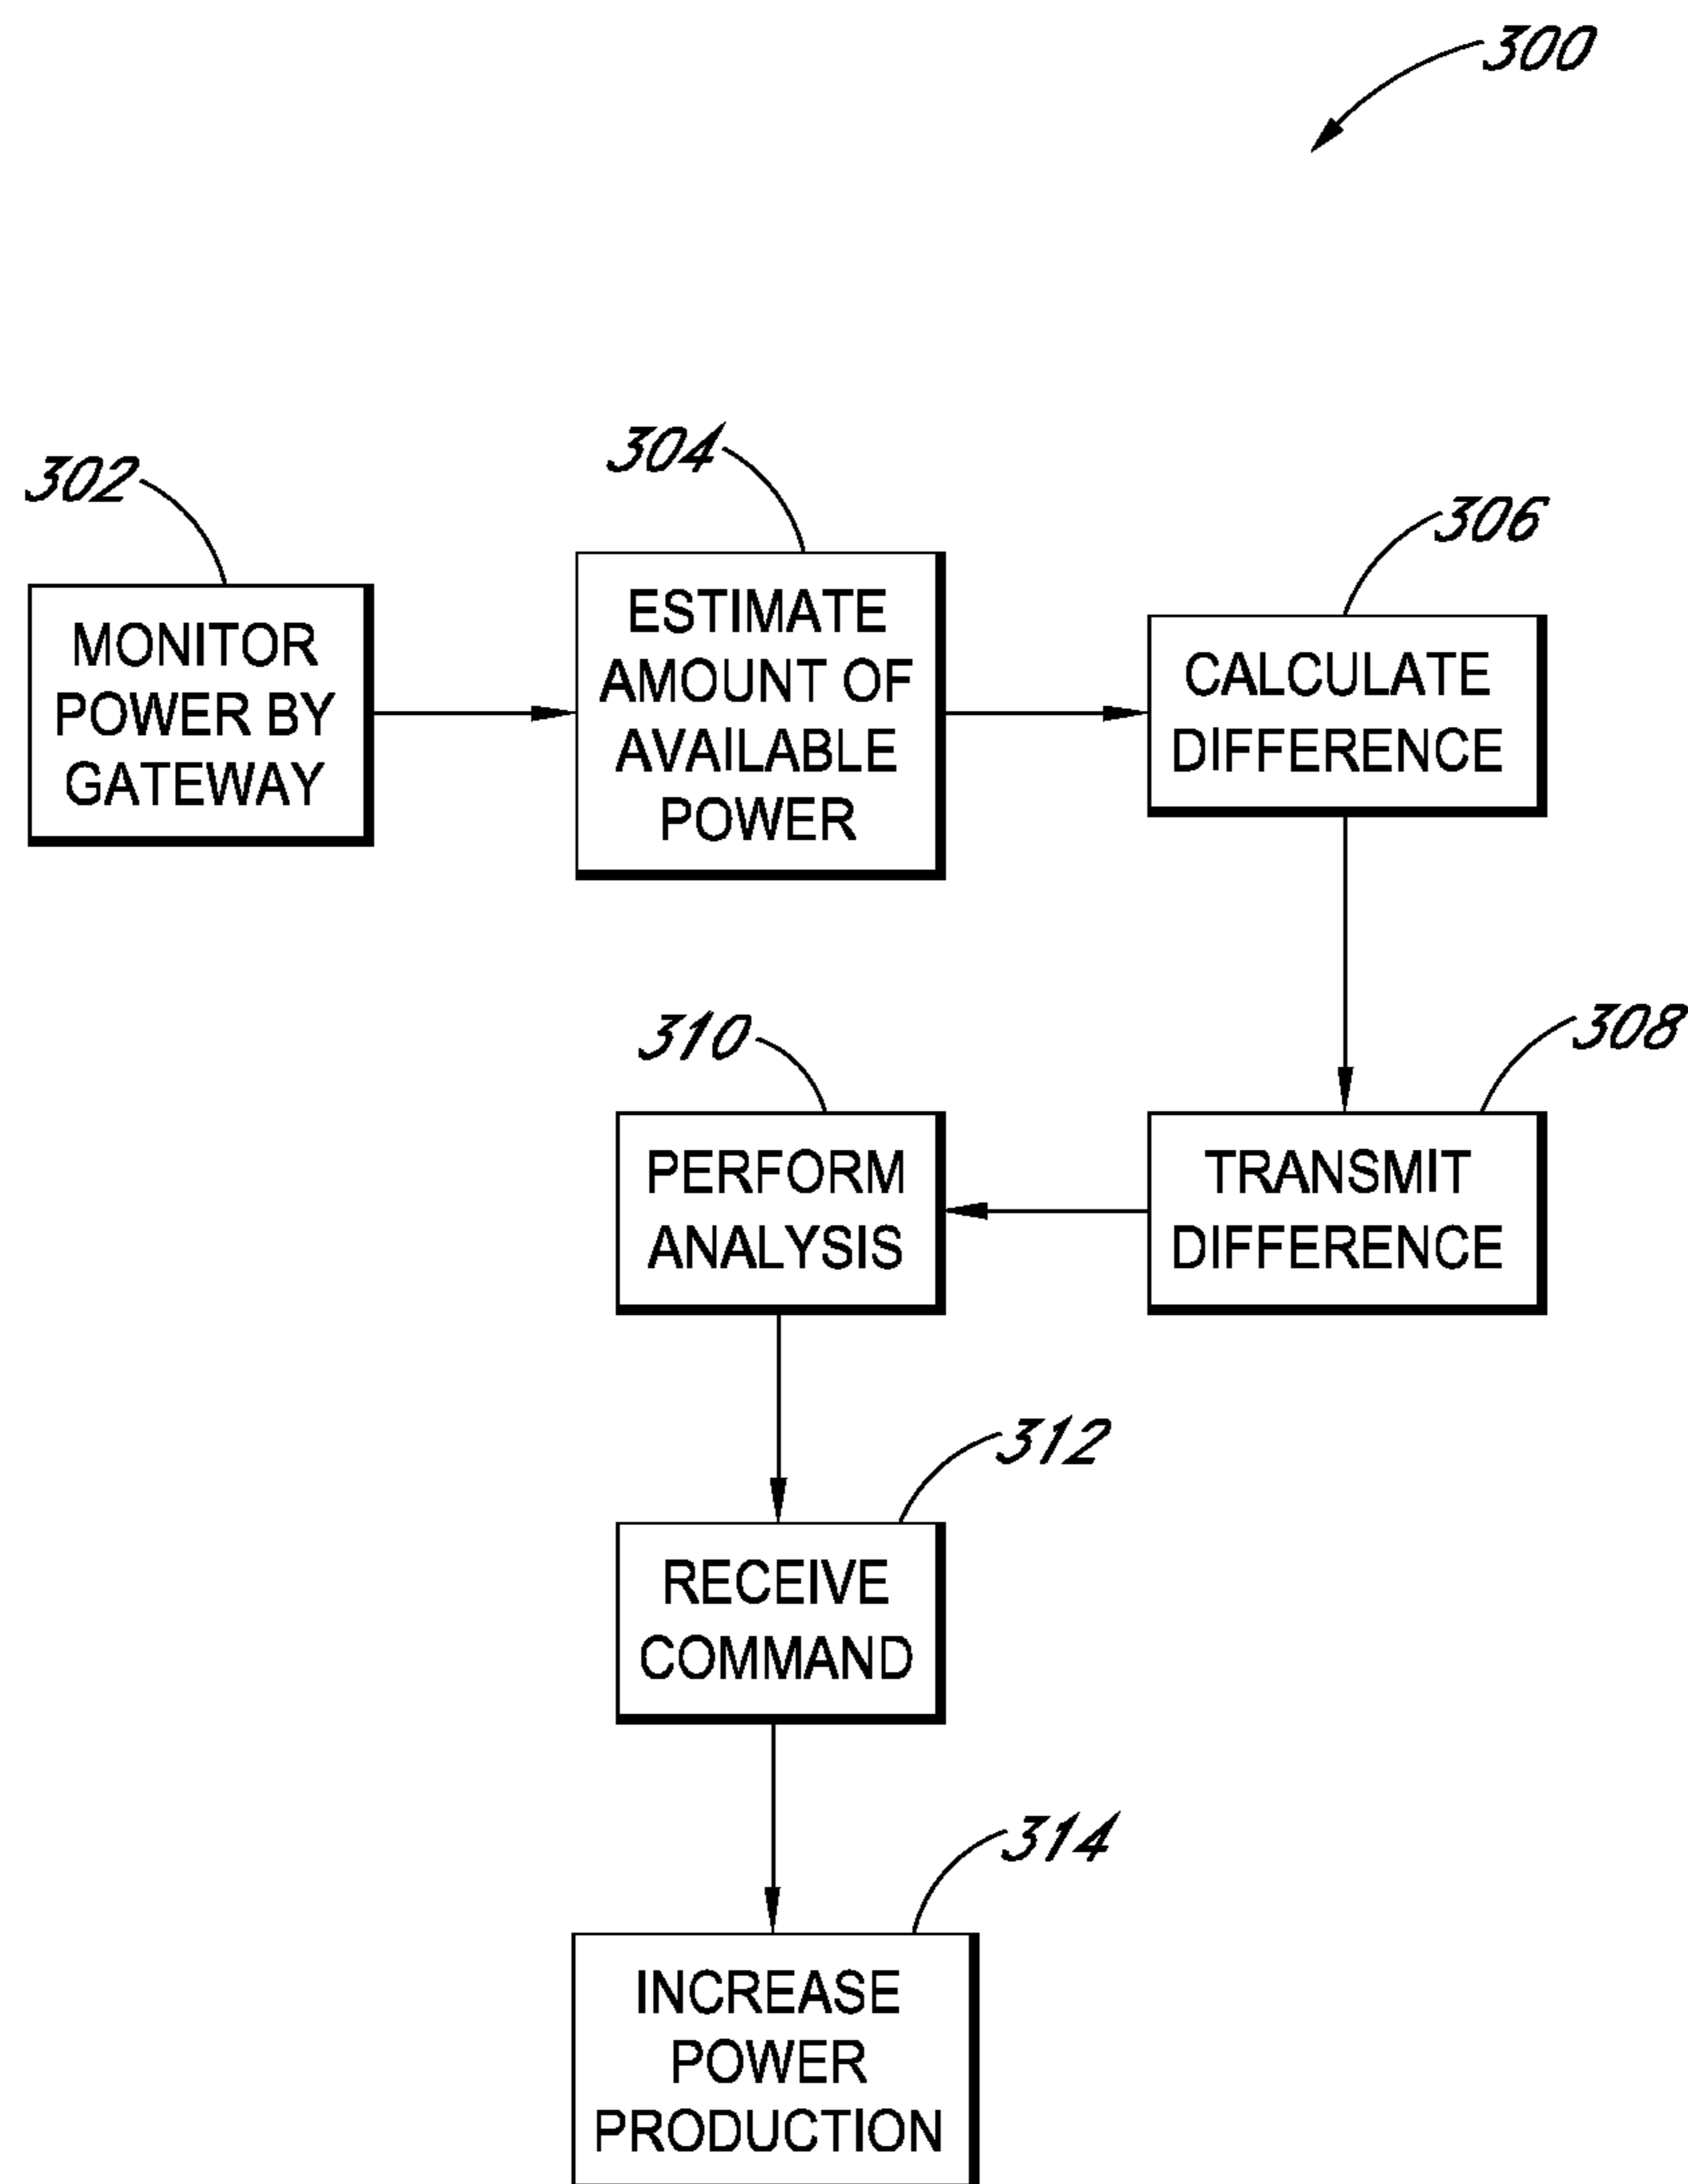 300
302
MONITOR
POWER BY
GATEWAY
304
ESTIMATE
AMOUNT OF
AVAILABLE
POWER
306
CALCULATE
DIFFERENCE
308
TRANSMIT
DIFFERENCE
310
PERFORM
ANALYSIS
312
RECEIVE
COMMAND
314
INCREASE
POWER
PRODUCTION